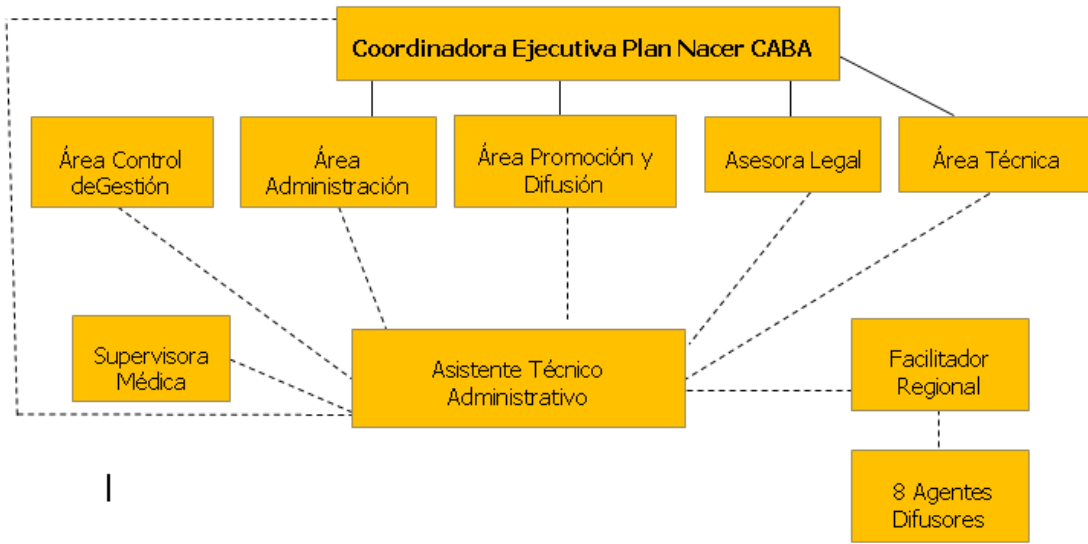 Coordinadora Ejecutiva Plan Nacer CABA
Área Control
deGestión
Área
Administración
Área Promoción y
Difusión
Asesora Legal
Área Técnica
Supervisora
Médica
Asistente Técnico
Administrativo
Facilitador
Regional
8 Agentes
Difusores